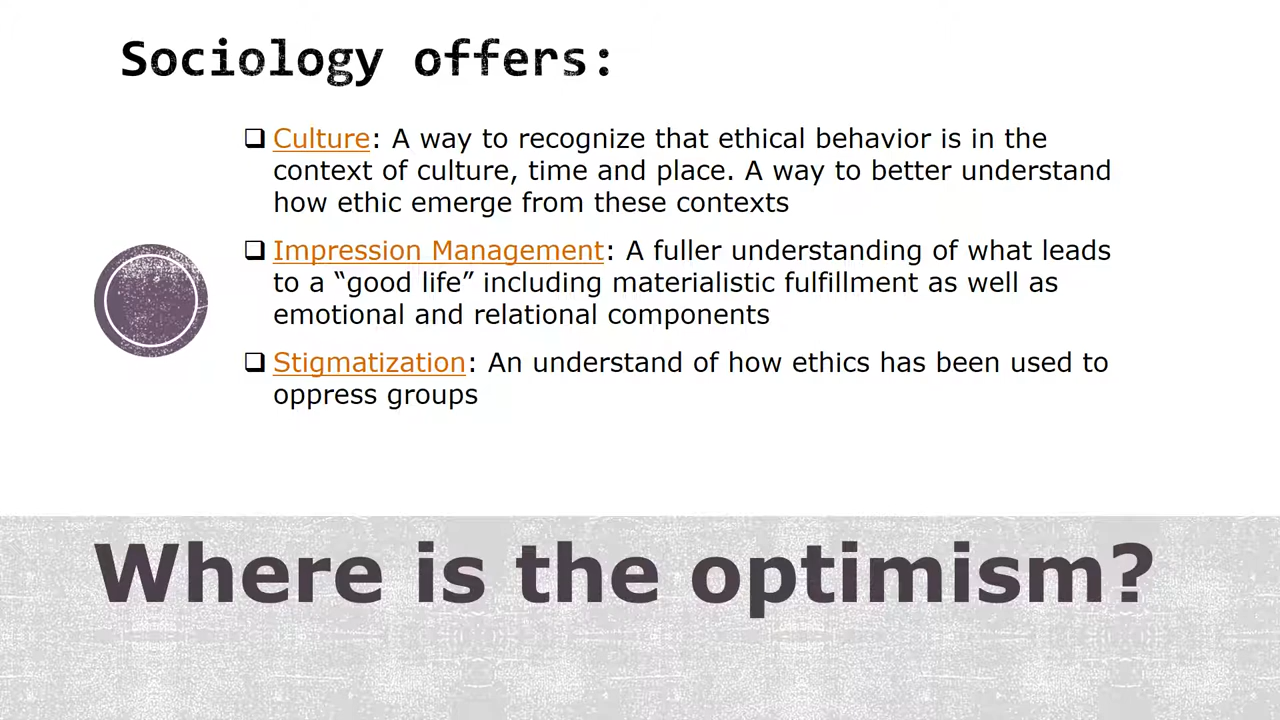 Sociology offers:
Culture: A way to recognize that ethical behavior is in the
context of culture, time and place. A way to better understand
how ethic emerge from these contexts
Impression Management: A fuller understanding of what leads
to a “good life” including materialistic fulfillment as well as
emotional and relational components
Stigmatization: An understand of how ethics has been used to
oppress groups
Where is the optimism?